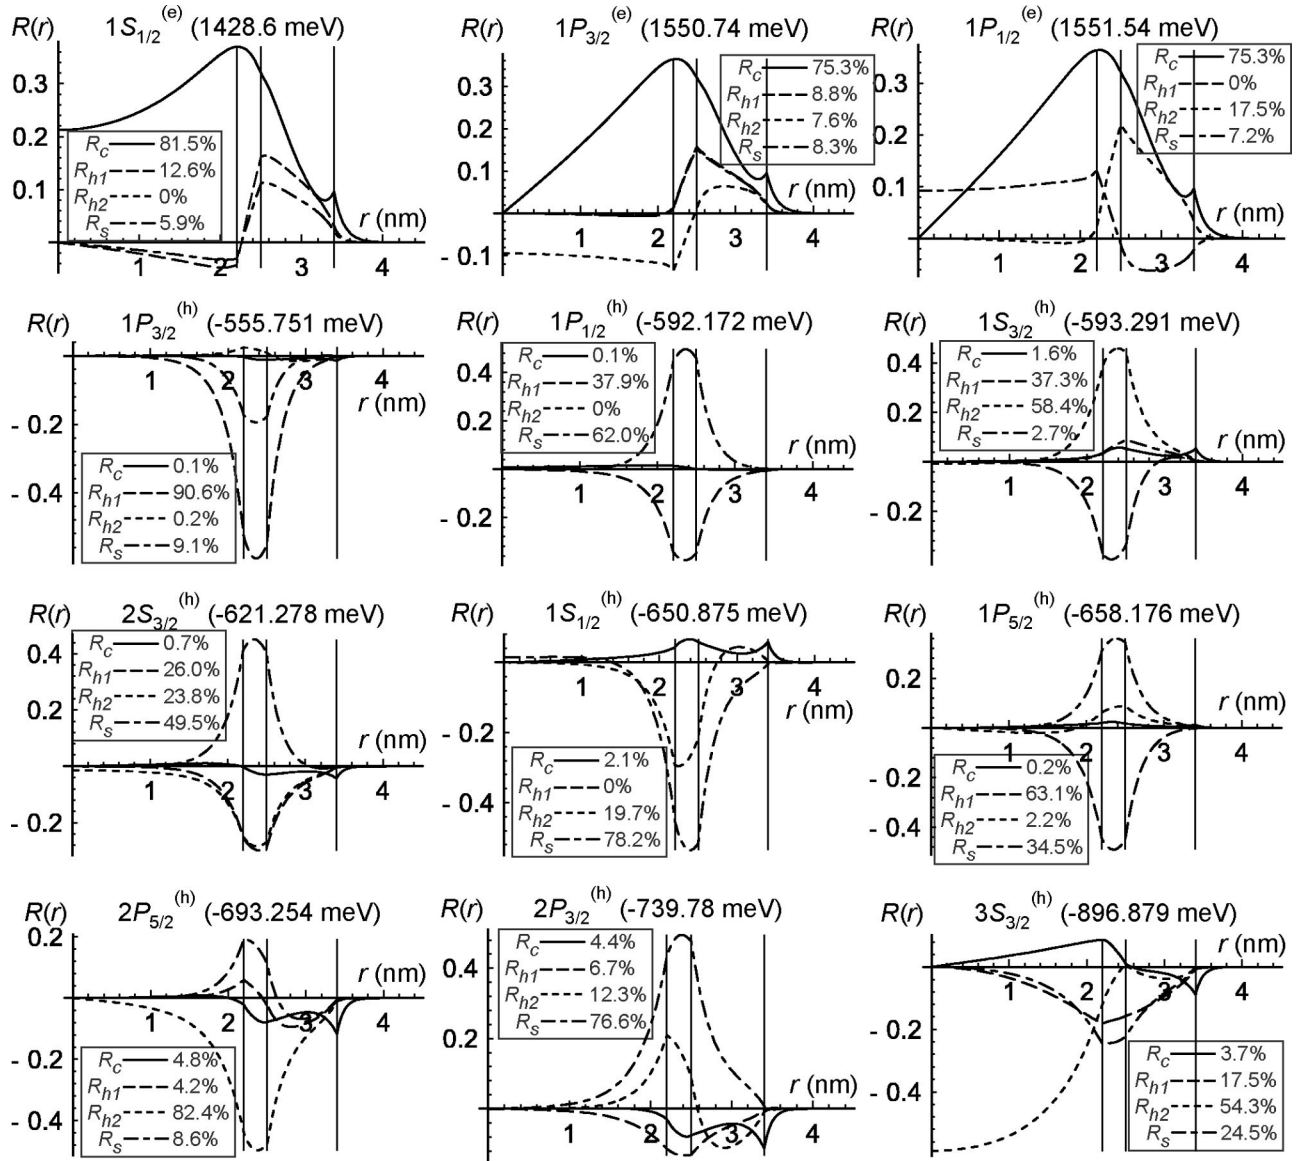 R(r) 1S1/2(e) (1428.6 meV)
0.3
0.2
0.1
Rc 81.5%
Rh1 12.6%
Rh2 0%
Rs 5.9%
r (nm)
1 2 3 4
R(r) 1P3/2(e) (1550.74 meV)
0.3
0.2
0.1
- 0.1
Rc 75.3%
Rh1 8.8%
Rh2 7.6%
Rs 8.3%
r (nm)
1 2 3 4
R(r) 1P1/2(e) (1551.54 meV)
0.3
0.2
0.1
Rc 75.3%
Rh1 0%
Rh2 17.5%
Rs 7.2%
r (nm)
1 2 3 4
R(r) 1P3/2(h) (-555.751 meV)
1 2 3 4
r (nm)
- 0.2
- 0.4
Rc 0.1%
Rh1 90.6%
Rh2 0.2%
Rs 9.1%
R(r) 1P1/2(h) (-592.172 meV)
0.4
0.2
- 0.2
Rc 0.1%
Rh1 37.9%
Rh2 0%
Rs 62.0%
r (nm)
1 2 3 4
R(r) 1S3/2(h) (-593.291 meV)
0.4
0.2
- 0.2
Rc 1.6%
Rh1 37.3%
Rh2 58.4%
Rs 2.7%
r (nm)
1 2 3 4
R(r) 2S3/2(h) (-621.278 meV)
0.4
0.2
- 0.2
Rc 0.7%
Rh1 26.0%
Rh2 23.8%
Rs 49.5%
r (nm)
1 2 3 4
R(r) 1S1/2(h) (-650.875 meV)
1 2 3 4
r (nm)
- 0.2
- 0.4
Rc 2.1%
Rh1 0%
Rh2 19.7%
Rs 78.2%
R(r) 1P5/2(h) (-658.176 meV)
0.2
- 0.2
- 0.4
r (nm)
1 2 3 4
Rc 0.2%
Rh1 63.1%
Rh2 2.2%
Rs 34.5%
R(r) 2P5/2(h) (-693.254 meV)
0.2
- 0.2
- 0.4
r (nm)
1 2 3 4
Rc 4.8%
Rh1 4.2%
Rh2 82.4%
Rs 8.6%
R(r) 2P3/2(h) (-739.78 meV)
0.4
0.2
Rc 4.4%
Rh1 6.7%
Rh2 12.3%
Rs 76.6%
r (nm)
1 2 3 4
R(r) 3S3/2(h) (-896.879 meV)
r (nm)
1 2 3 4
- 0.2
- 0.4
Rc 3.7%
Rh1 17.5%
Rh2 54.3%
Rs 24.5%